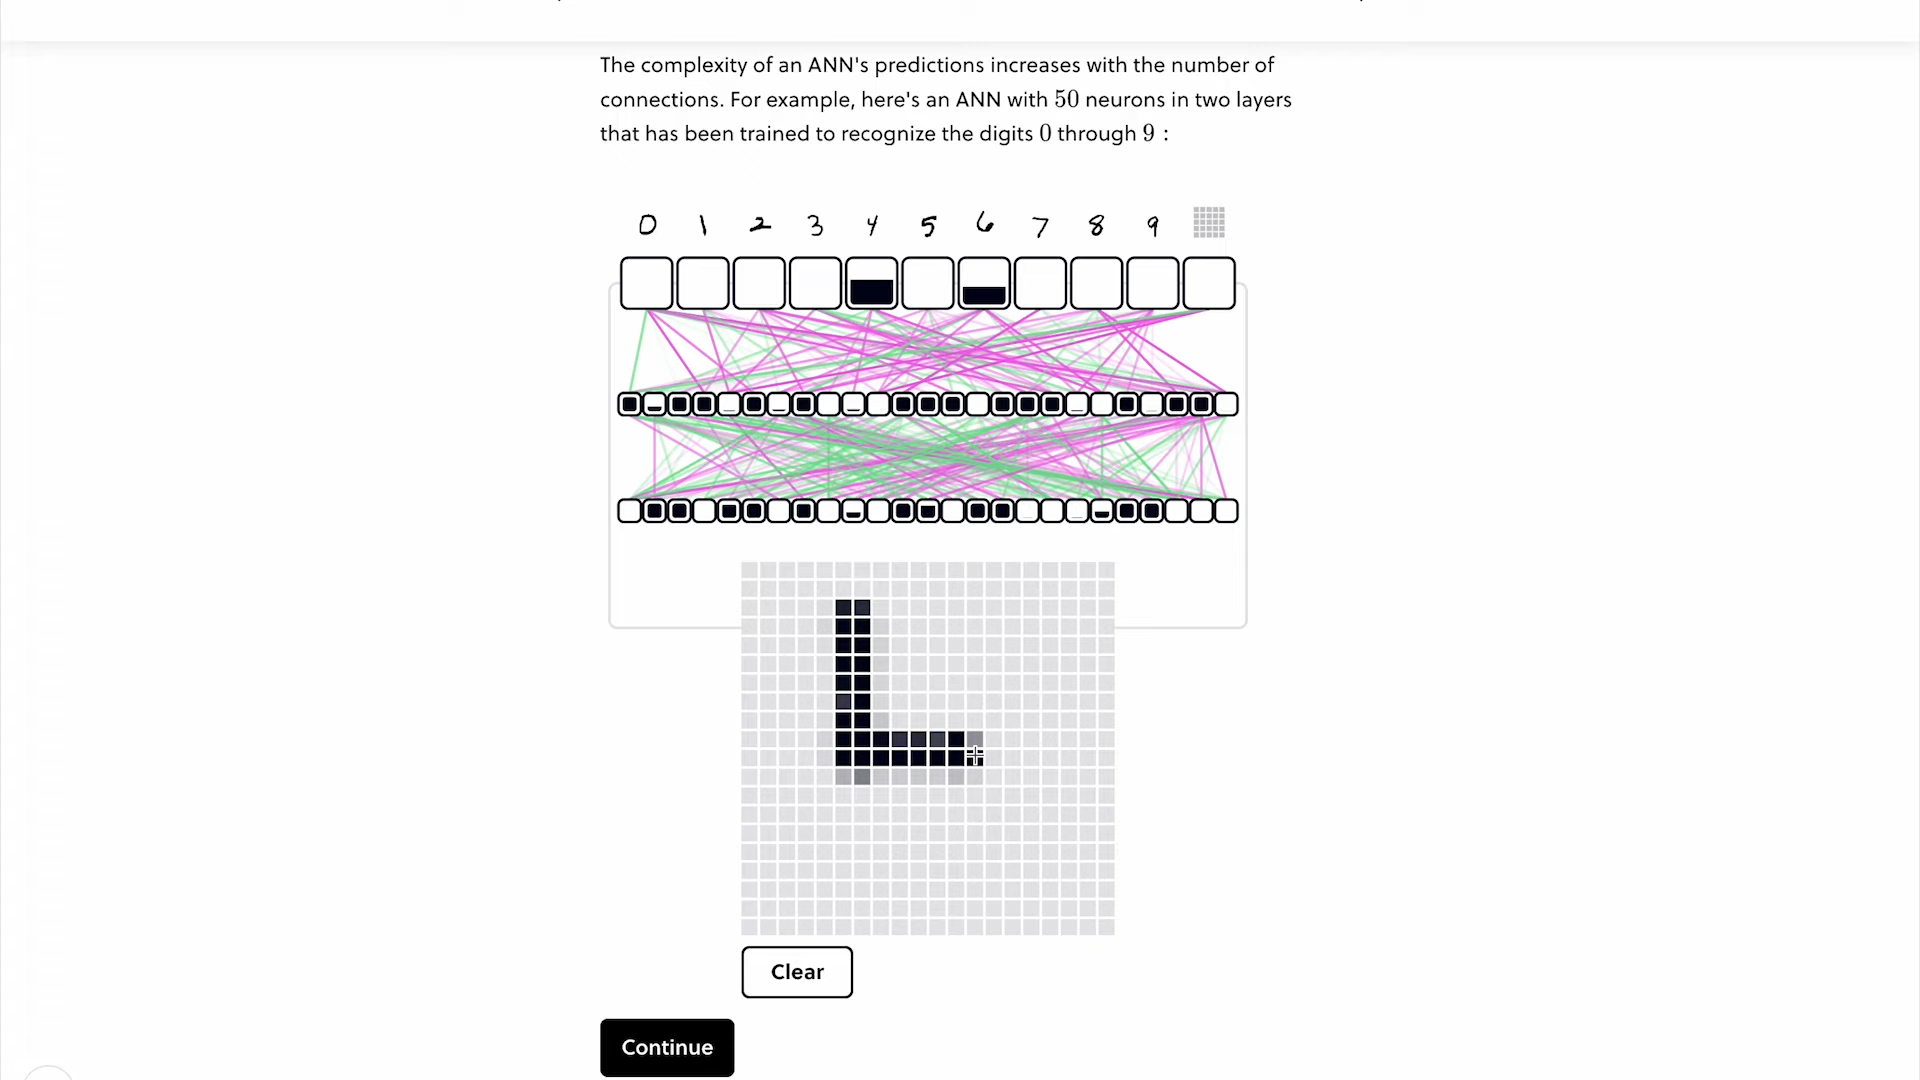 The complexity of an ANN's predictions increases with the number of
connections. For example, here's an ANN with 50 neurons in two layers
that has been trained to recognize the digits 0 through 9 :
0 1 2 3 4 5 6 7 8 9
Clear
Continue